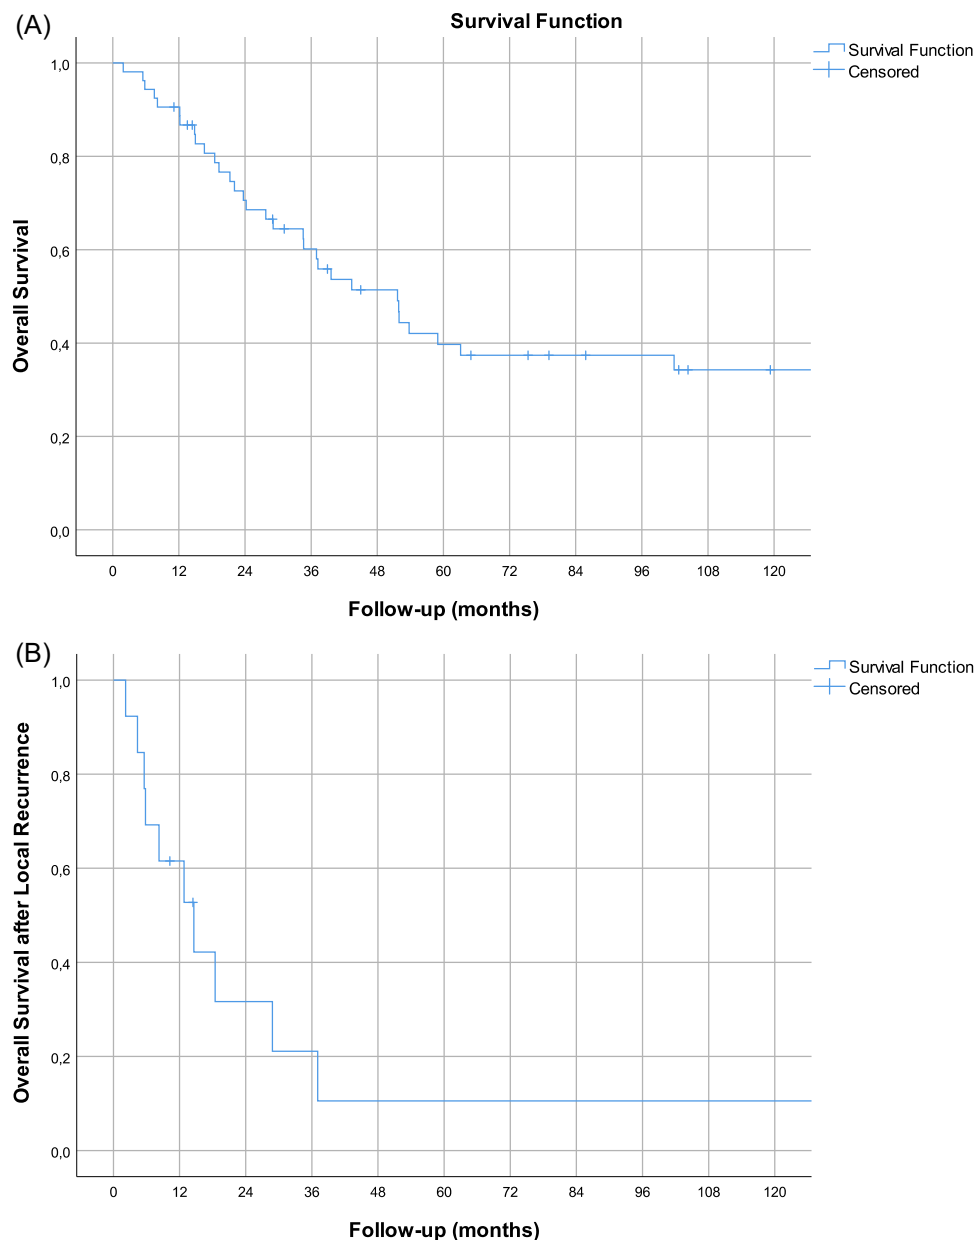 (A)
Survival Function
Survival Function
Censored
1,0
0,8
0,6
0,4
0,2
0,0
Overall Survival
0 12 24 36 48 60 72 84 96 108 120
Follow-up (months)
(B)
Survival Function
Censored
1,0
0,8
0,6
0,4
0,2
0,0
Overall Survival after Local Recurrence
0 12 24 36 48 60 72 84 96 108 120
Follow-up (months)